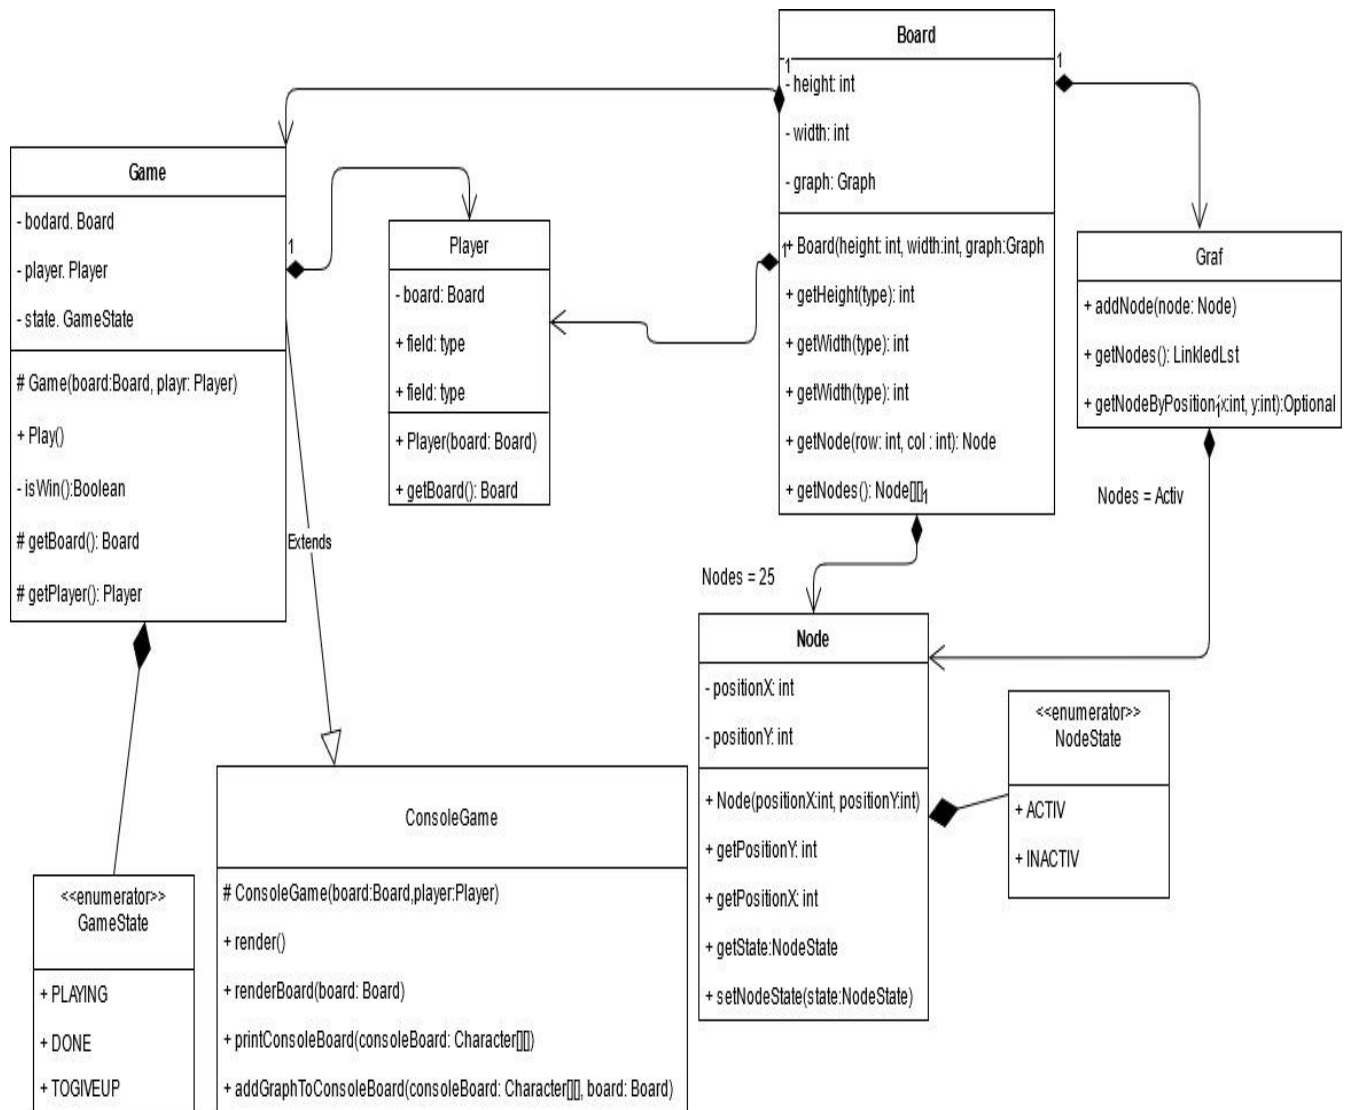 Board
1
- height: int
- width: int
- graph: Graph
1
+ Board(height: int, width:int, graph:Graph
1
+ getHeight(type): int
+ getWidth(type): int
+ getWidth(type): int
+ getNode(row: int, col : int): Node
+ getNodes(): Node[][]
1
Game
- bodard. Board
- player. Player
- state. GameState
1
# Game(board:Board, playr: Player)
+ Play()
- isWin():Boolean
# getBoard(): Board
# getPlayer(): Player
Player
- board: Board
+ field: type
+ field: type
+ Player(board: Board)
+ getBoard(): Board
Graf
+ addNode(node: Node)
+ getNodes(): LinkledLst
+ getNodeByPosition(x:int, y:int):Optional
1
Nodes = Activ
Extends
Nodes = 25
Node
- positionX: int
- positionY: int
+ Node(positionX:int, positionY:int)
+ getPositionY: int
+ getPositionX: int
+ getState:NodeState
+ setNodeState(state:NodeState)
<<enumerator>>
NodeState
+ ACTIV
+ INACTIV
ConsoleGame
# ConsoleGame(board:Board,player:Player)
+ render()
+ renderBoard(board: Board)
+ printConsoleBoard(consoleBoard: Character[][])
+ addGraphToConsoleBoard(consoleBoard: Character[][], board: Board)
<<enumerator>>
GameState
+ PLAYING
+ DONE
+ TOGIVEUP